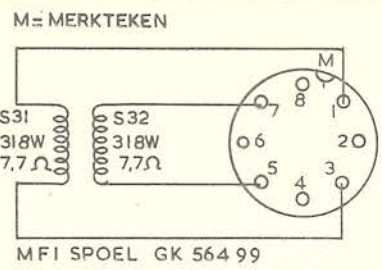 M=MERKTEKEN
M
8
7
1
S31
318W
7,7Ω
S32
318W
7,7Ω
6
2
5
3
4
MFI SPOEL GK 564 99